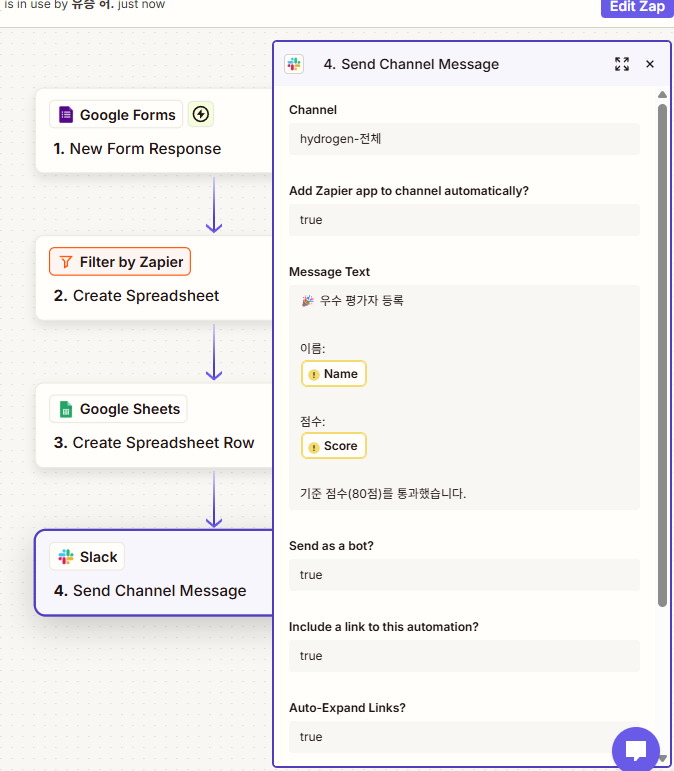 is in use by 유승 허. just now
Edit Zap
Google Forms
1. New Form Response
Filter by Zapier
2. Create Spreadsheet
Google Sheets
3. Create Spreadsheet Row
Slack
4. Send Channel Message
4. Send Channel Message
Channel
hydrogen-전체
Add Zapier app to channel automatically?
true
Message Text
🎉 우수 평가자 등록
이름:
Name
점수:
Score
기준 점수(80점)를 통과했습니다.
Send as a bot?
true
Include a link to this automation?
true
Auto-Expand Links?
true